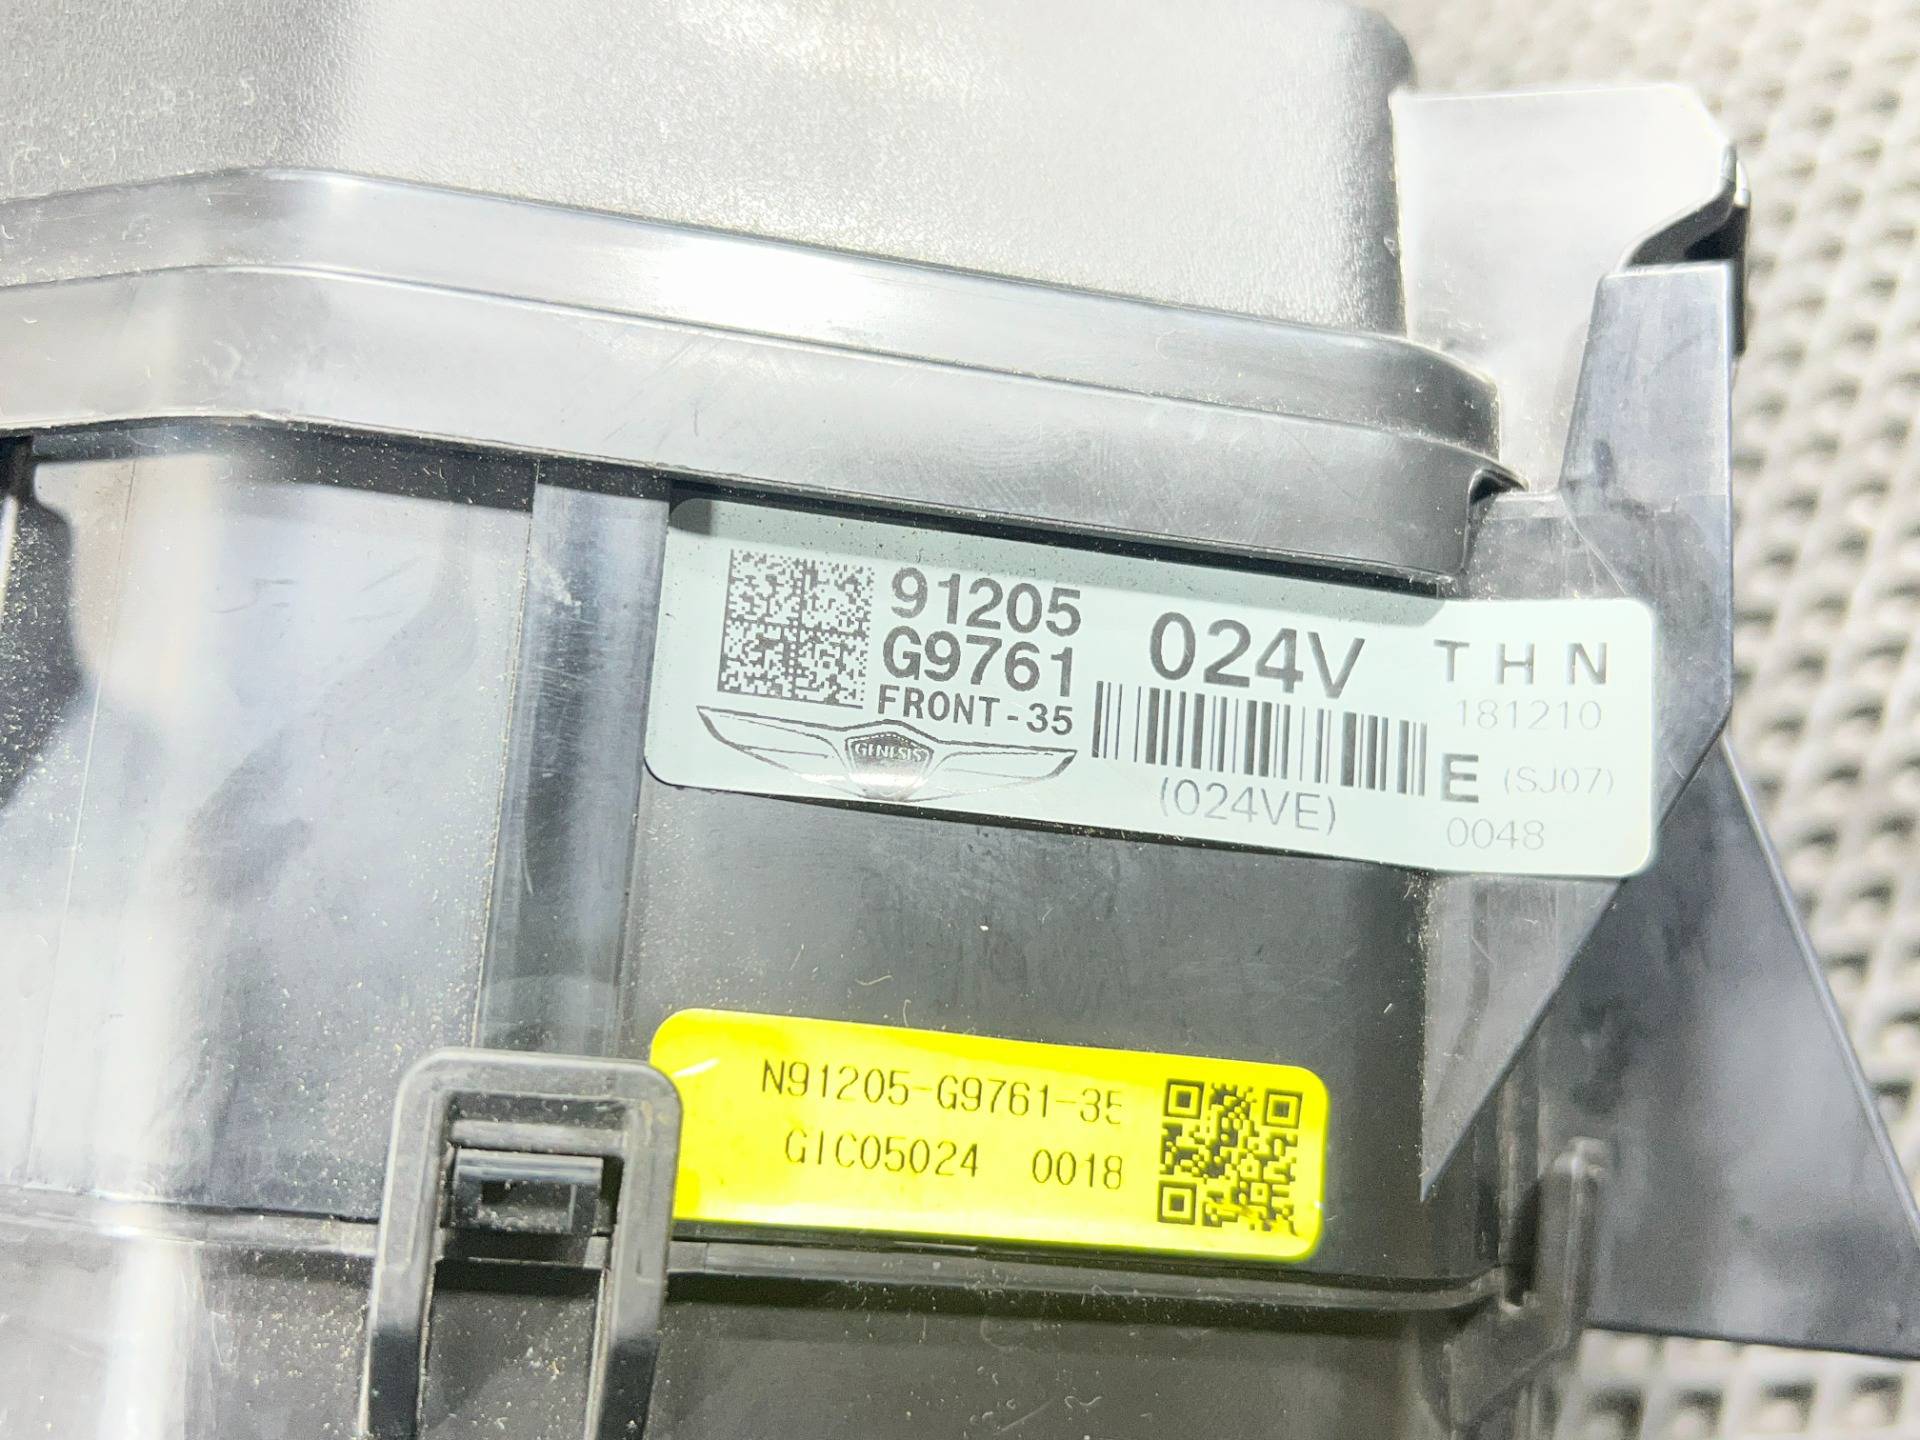 91205
G9761
FRONT-35
GENESIS
024V
(024VE)
THN
181210
E (SJ07)
0048
N91205-G9761-35
GIC05024 0018